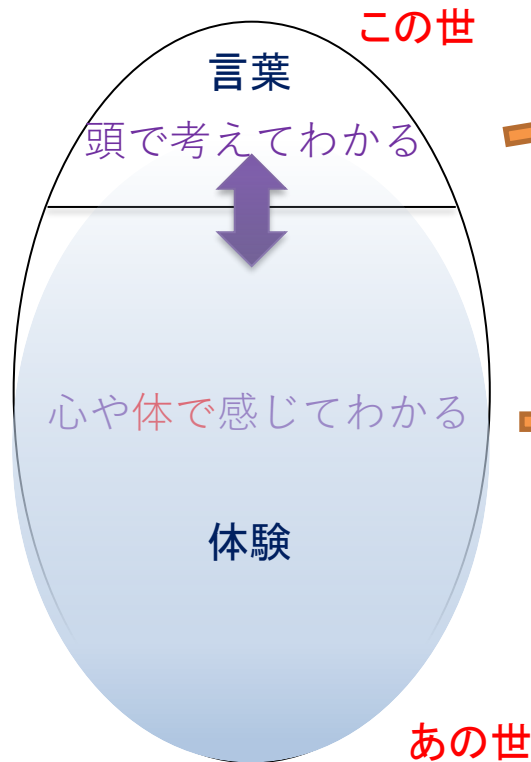 この世
言葉
頭で考えてわかる
心や体で感じてわかる
体験
あの世